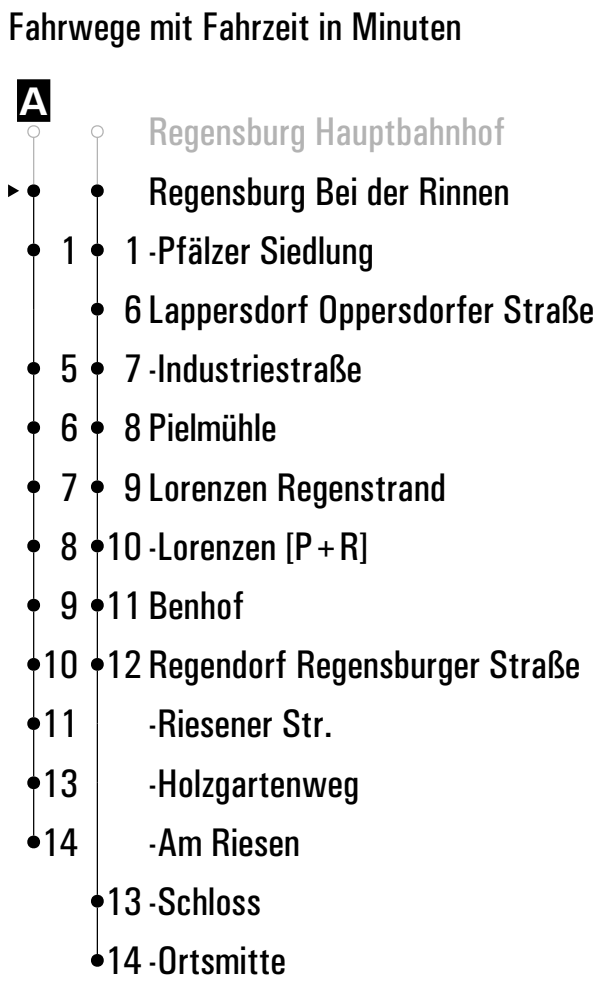 Fahrwege mit Fahrzeit in Minuten
A
Regensburg Hauptbahnhof
Regensburg Bei der Rinnen
1 1 -Pfälzer Siedlung
6 Lappersdorf Oppersdorfer Straße
5 7 -Industriestraße
6 8 Pielmühle
7 9 Lorenzen Regenstrand
8 10 -Lorenzen [P+R]
9 11 Benhof
10 12 Regendorf Regensburger Straße
11 -Riesener Str.
13 -Holzgartenweg
14 -Am Riesen
13 -Schloss
14 -Ortsmitte